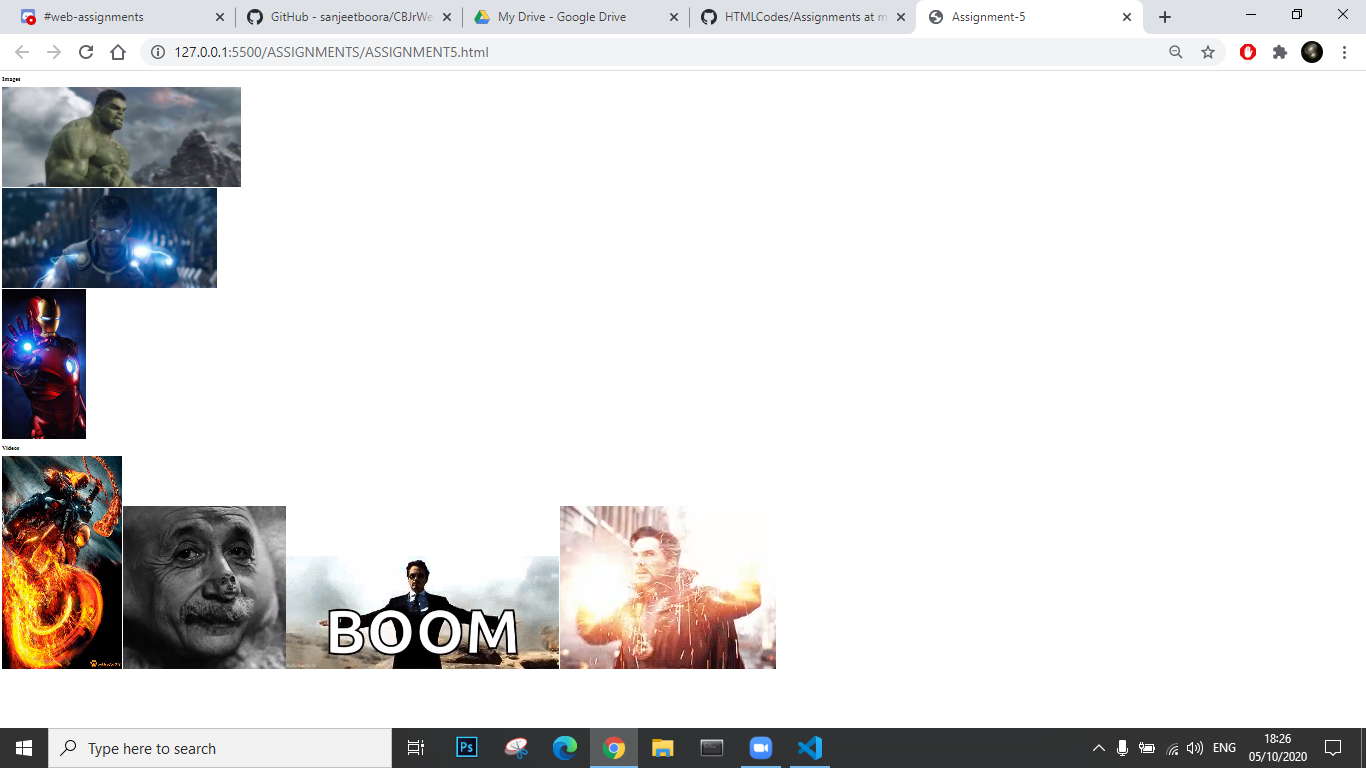 #web-assignments
GitHub - sanjeetboora/CBJrWe
My Drive - Google Drive
HTMLCodes/Assignments at m
Assignment-5
127.0.0.1:5500/ASSIGNMENTS/ASSIGNMENT5.html
Images
Videos
BOOM
Type here to search
Ps
ENG
18:26
05/10/2020